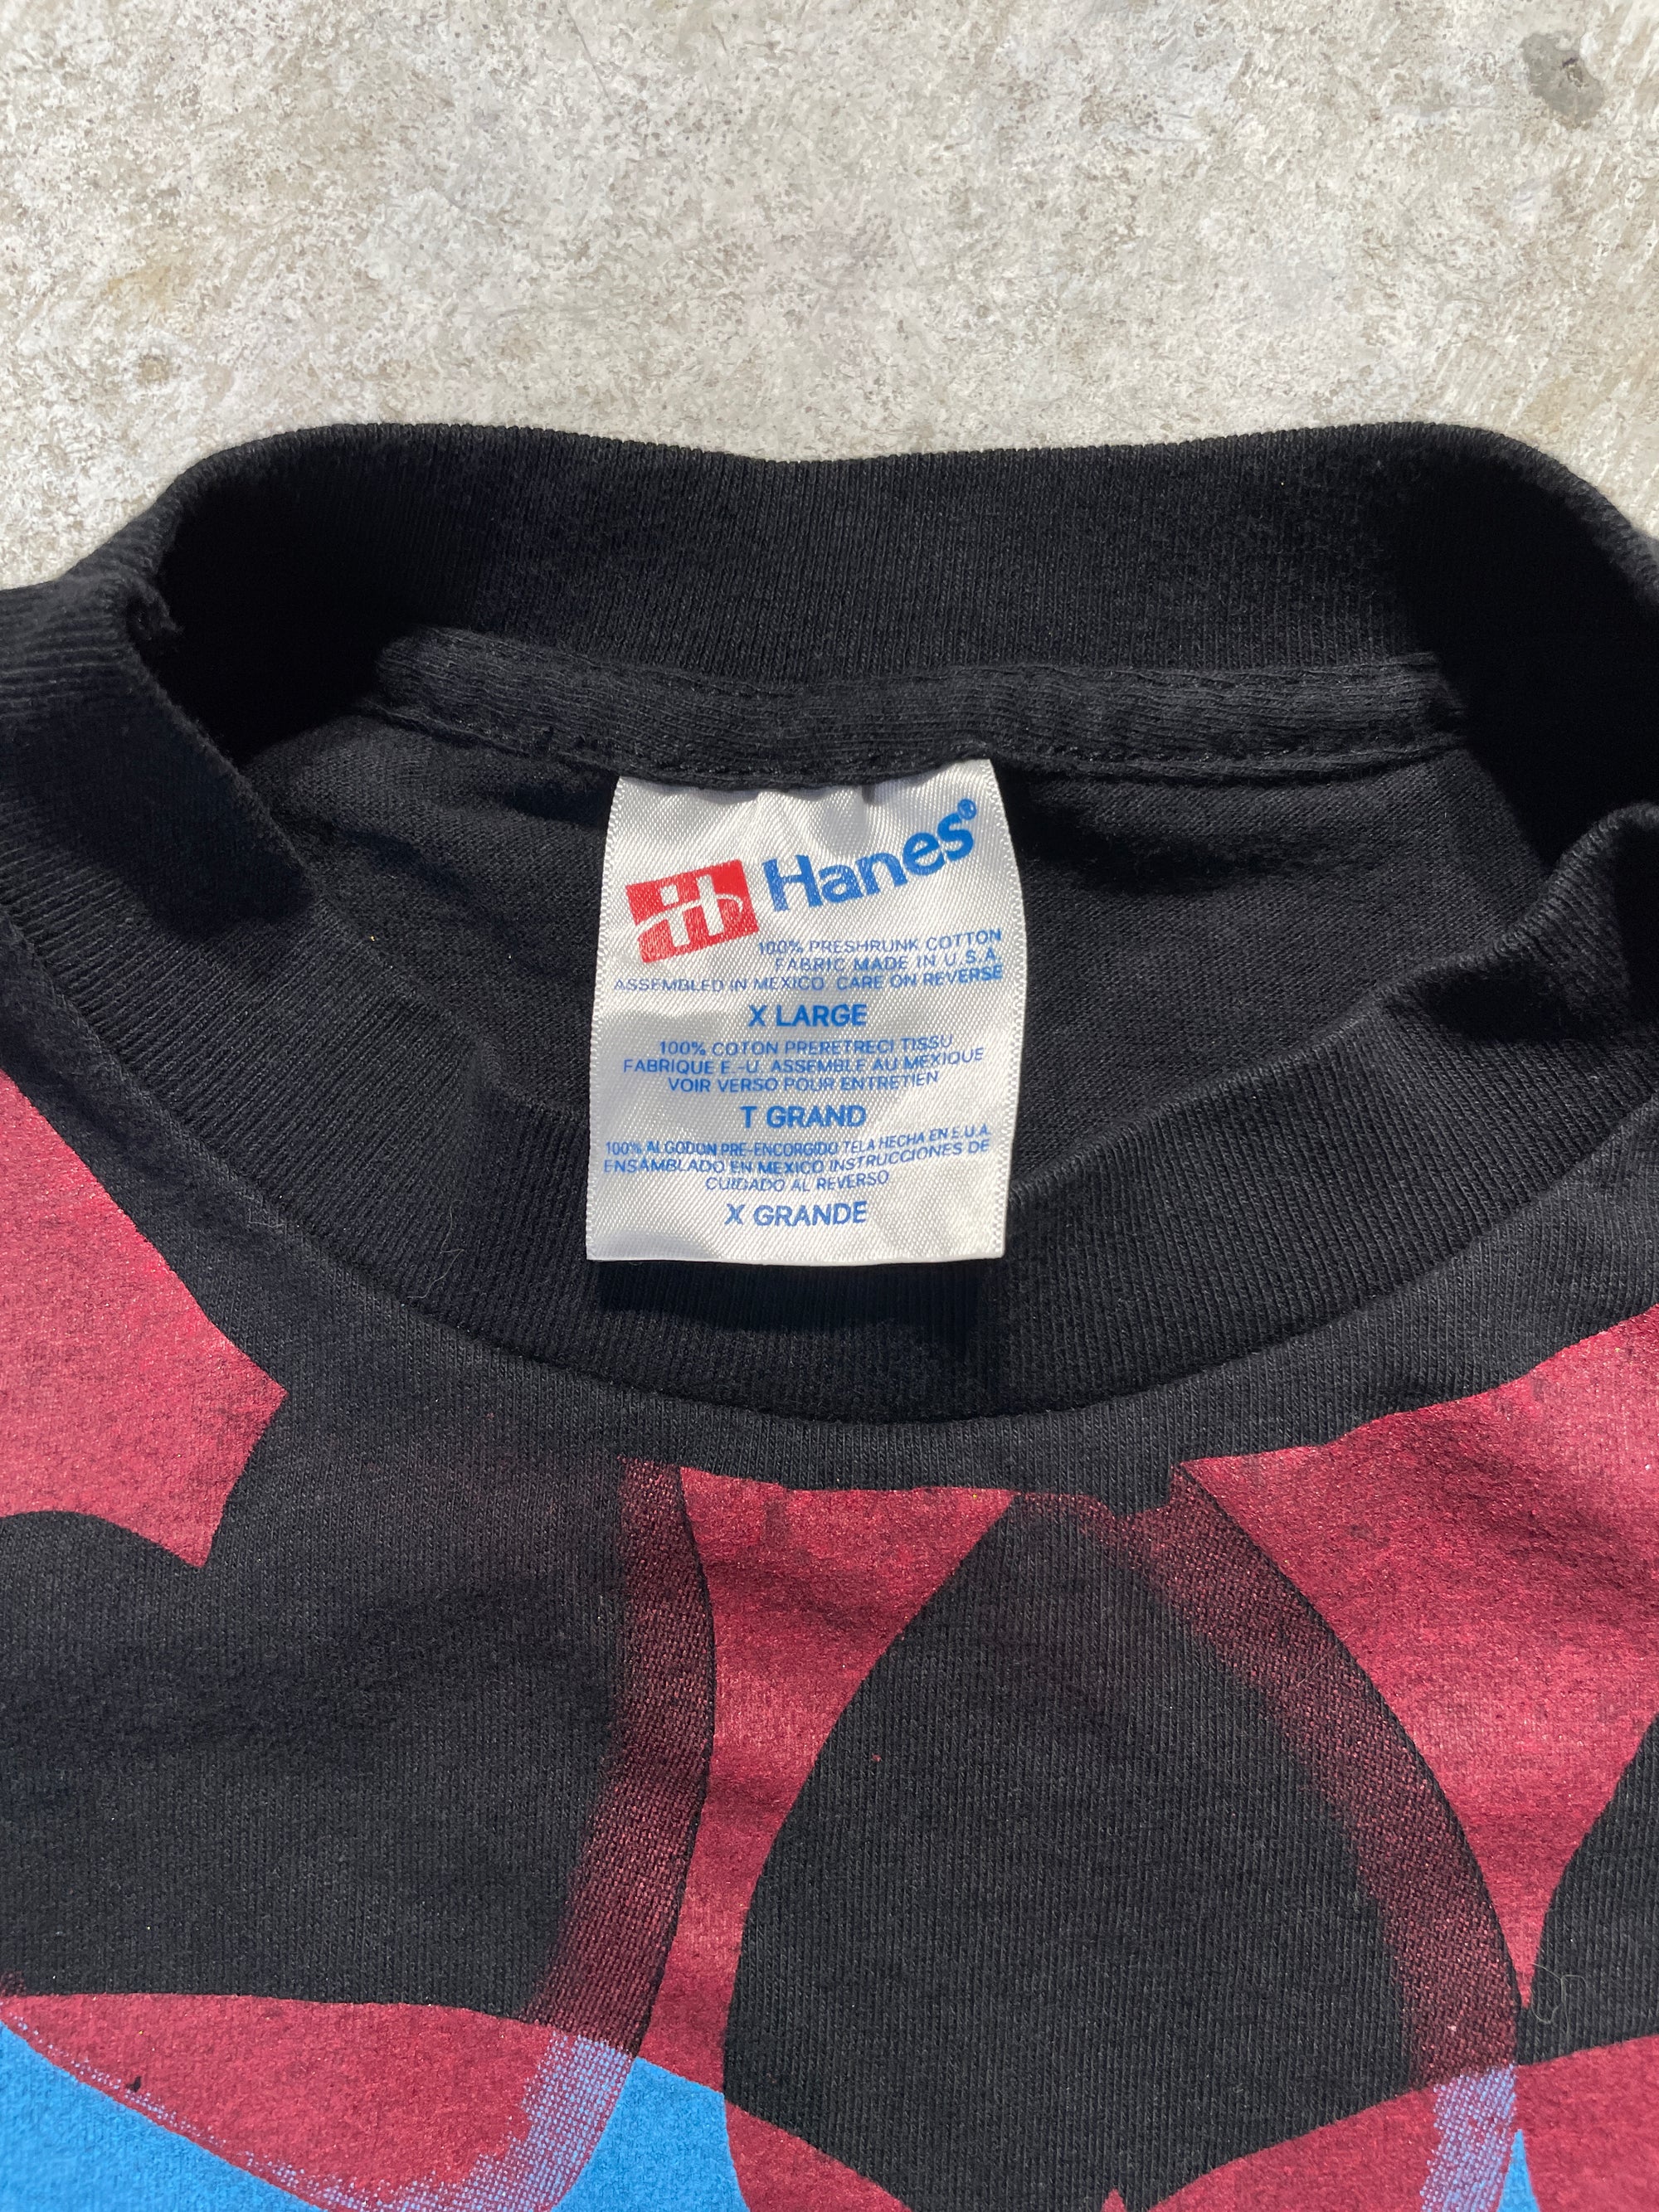 H Hanes®
100% PRESHRUNK COTTON
FABRIC MADE IN U.S.A.
ASSEMBLED IN MEXICO CARE ON REVERSE
X LARGE
100% COTON PRERETRECI TISSU
FABRIQUE E.-U. ASSEMBLE AU MEXIQUE
VOIR VERSO POUR ENTRETIEN
T GRAND
100% ALGODON PRE-ENCORGIDO TELA HECHA EN E.U.A.
ENSAMBLADO EN MEXICO INSTRUCCIONES DE
CUIDADO AL REVERSO
X GRANDE